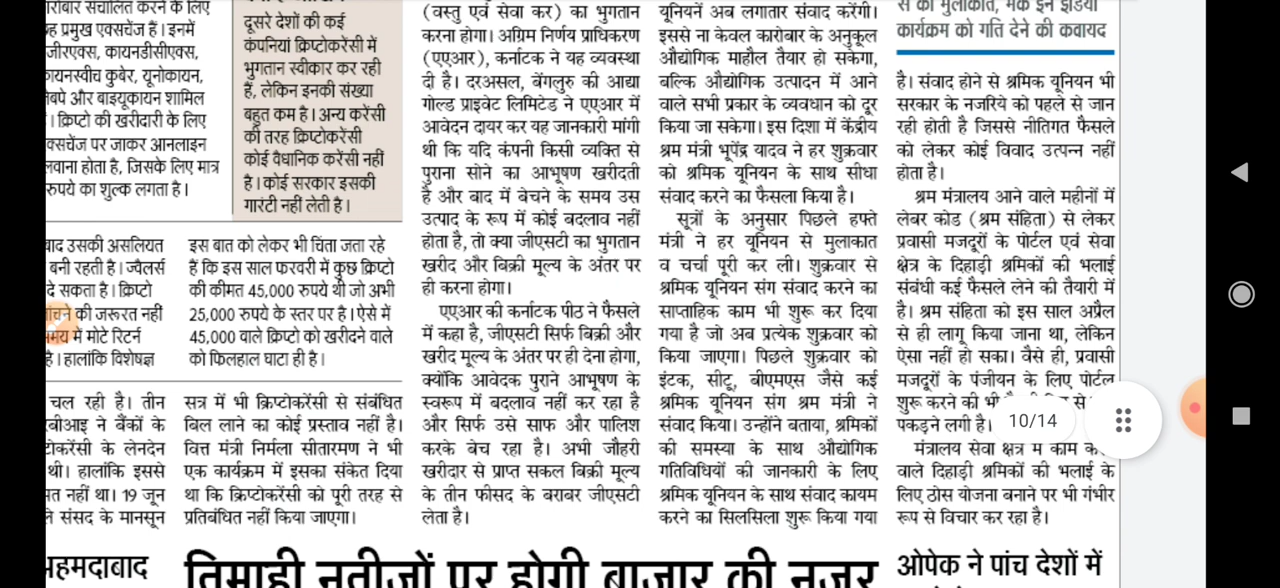 प्रमुख एक्सचेंज हैं। इनमें
कायनडीसीएक्स,
कुबेर, यूनोकायन,
और बाइयूकायन शामिल
। क्रिप्टो की खरीदारी के लिए
पर जाकर आनलाइन
होता है, जिसके लिए मात्र
रुपये का शुल्क लगता है।
दूसरे देशों की कई
कंपनियां क्रिप्टोकरेंसी में
भुगतान स्वीकार कर रही
हैं, लेकिन इनकी संख्या
बहुत कम है। अन्य करेंसी
की तरह क्रिप्टोकरेंसी
कोई वैधानिक करेंसी नहीं
है। कोई सरकार इसकी
गारंटी नहीं लेती है।
बाद उसकी असलियत
बनी रहती है। ज्वैलर्स
दे सकता है। क्रिप्टो
की जरूरत नहीं
में मोटे रिटर्न
है। हालांकि विशेषज्ञ
इस बात को लेकर भी चिंता जता रहे
हैं कि इस साल फरवरी में कुछ क्रिप्टो
की कीमत 45,000 रुपये थी जो अभी
25,000 रुपये के स्तर पर है। ऐसे में
45,000 वाले क्रिप्टो को खरीदने वाले
को फिलहाल घाटा ही है।
चल रही है। तीन
ने बैंकों के
के लेनदेन
थी। हालांकि इससे
नहीं था। 19 जून
संसद के मानसून
सत्र में भी क्रिप्टोकरेंसी से संबंधित
बिल लाने का कोई प्रस्ताव नहीं है।
वित्त मंत्री निर्मला सीतारमण ने भी
एक कार्यक्रम में इसका संकेत दिया
था कि क्रिप्टोकरेंसी को पूरी तरह से
प्रतिबंधित नहीं किया जाएगा।
(वस्तु एवं सेवा कर) का भुगतान
करना होगा। अग्रिम निर्णय प्राधिकरण
(एएआर), कर्नाटक ने यह व्यवस्था
दी है। दरअसल, बेंगलुरु की आद्या
गोल्ड प्राइवेट लिमिटेड ने एएआर में
आवेदन दायर कर यह जानकारी मांगी
थी कि यदि कंपनी किसी व्यक्ति से
पुराना सोने का आभूषण खरीदती
है और बाद में बेचने के समय उस
उत्पाद के रूप में कोई बदलाव नहीं
होता है, तो क्या जीएसटी का भुगतान
खरीद और बिक्री मूल्य के अंतर पर
ही करना होगा।
एएआर की कर्नाटक पीठ ने फैसले
में कहा है, जीएसटी सिर्फ बिक्री और
खरीद मूल्य के अंतर पर ही देना होगा,
क्योंकि आवेदक पुराने आभूषण के
स्वरूप में बदलाव नहीं कर रहा है
और सिर्फ उसे साफ और पालिश
करके बेच रहा है। अभी जौहरी
खरीदार से प्राप्त सकल बिक्री मूल्य
के तीन फीसद के बराबर जीएसटी
लेता है।
यूनियनें अब लगातार संवाद करेंगी।
इससे ना केवल कारोबार के अनुकूल
औद्योगिक माहौल तैयार हो सकेगा,
बल्कि औद्योगिक उत्पादन में आने
वाले सभी प्रकार के व्यवधान को दूर
किया जा सकेगा। इस दिशा में केंद्रीय
श्रम मंत्री भूपेंद्र यादव ने हर शुक्रवार
को श्रमिक यूनियन के साथ सीधा
संवाद करने का फैसला किया है।
सूत्रों के अनुसार पिछले हफ्ते
मंत्री ने हर यूनियन से मुलाकात
व चर्चा पूरी कर ली। शुक्रवार से
श्रमिक यूनियन संग संवाद करने का
साप्ताहिक काम भी शुरू कर दिया
गया है जो अब प्रत्येक शुक्रवार को
किया जाएगा। पिछले शुक्रवार को
इंटक, सीटू, बीएमएस जैसे कई
श्रमिक यूनियन संग श्रम मंत्री ने
संवाद किया। उन्होंने बताया, श्रमिकों
की समस्या के साथ औद्योगिक
गतिविधियों की जानकारी के लिए
श्रमिक यूनियन के साथ संवाद कायम
करने का सिलसिला शुरू किया गया
कार्यक्रम को गति देने की कवायद
है। संवाद होने से श्रमिक यूनियन भी
सरकार के नजरिये को पहले से जान
रही होती है जिससे नीतिगत फैसले
को लेकर कोई विवाद उत्पन्न नहीं
होता है।
श्रम मंत्रालय आने वाले महीनों में
लेबर कोड (श्रम संहिता) से लेकर
प्रवासी मजदूरों के पोर्टल एवं सेवा
क्षेत्र के दिहाड़ी श्रमिकों की भलाई
संबंधी कई फैसले लेने की तैयारी में
है। श्रम संहिता को इस साल अप्रैल
से ही लागू किया जाना था, लेकिन
ऐसा नहीं हो सका। वैसे ही, प्रवासी
मजदूरों के पंजीयन के लिए पोर्टल
शुरू करने की भी से
पकड़ने लगी है।
मंत्रालय सेवा क्षेत्र में काम
वाले दिहाड़ी श्रमिकों की भलाई के
लिए ठोस योजना बनाने पर भी गंभीर
रूप से विचार कर रहा है।
10/14
अहमदाबाद
तिमाही नतीजों पर होगी बाजार की नजर
ओपेक ने पांच देशों में